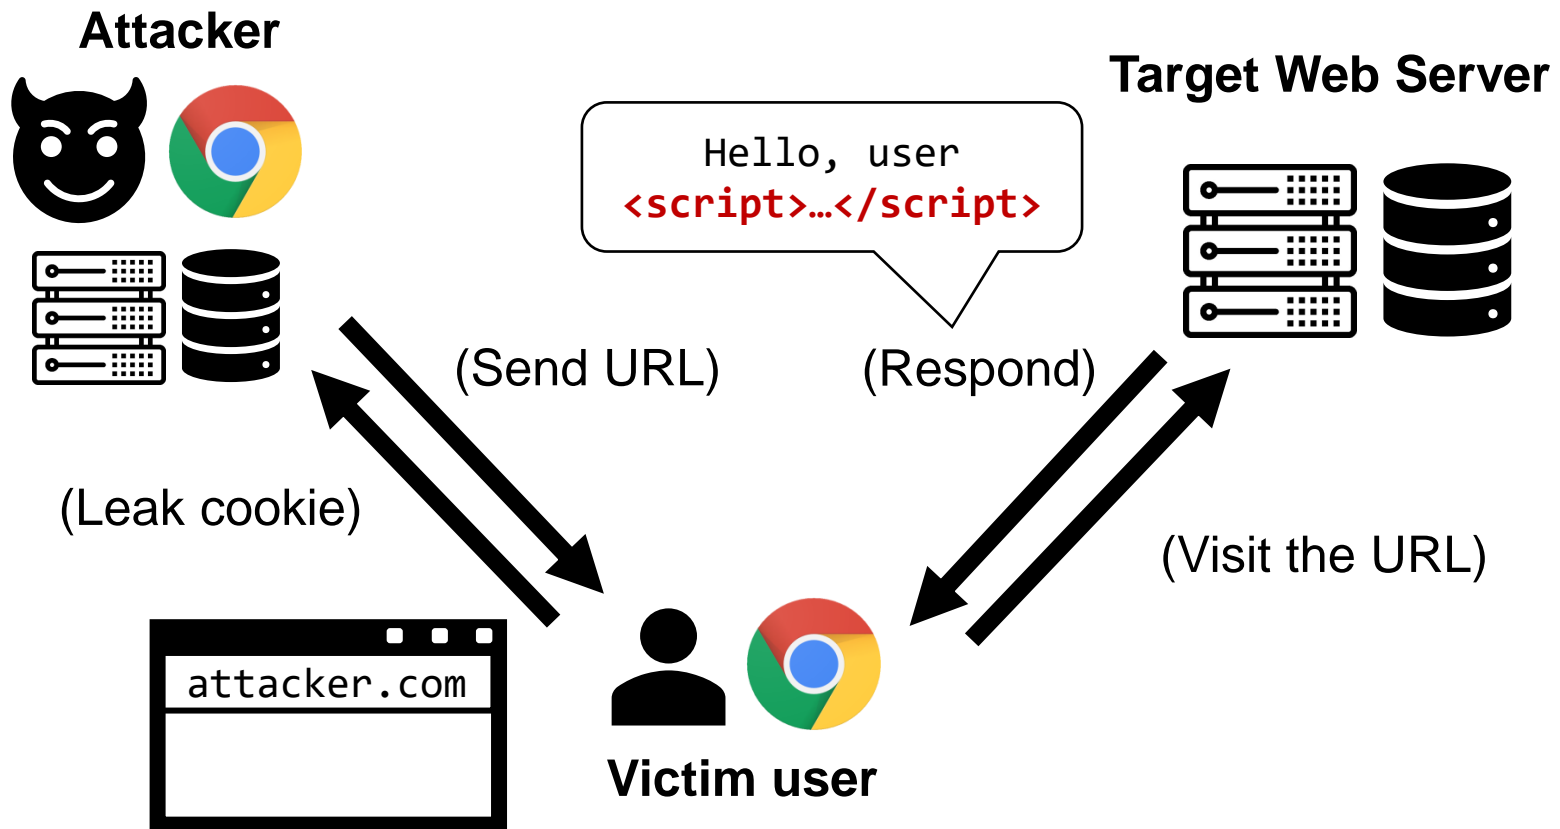 Attacker
Target Web Server
Hello, user
<script>…</script>
(Send URL)
(Respond)
(Leak cookie)
(Visit the URL)
attacker.com
Victim user